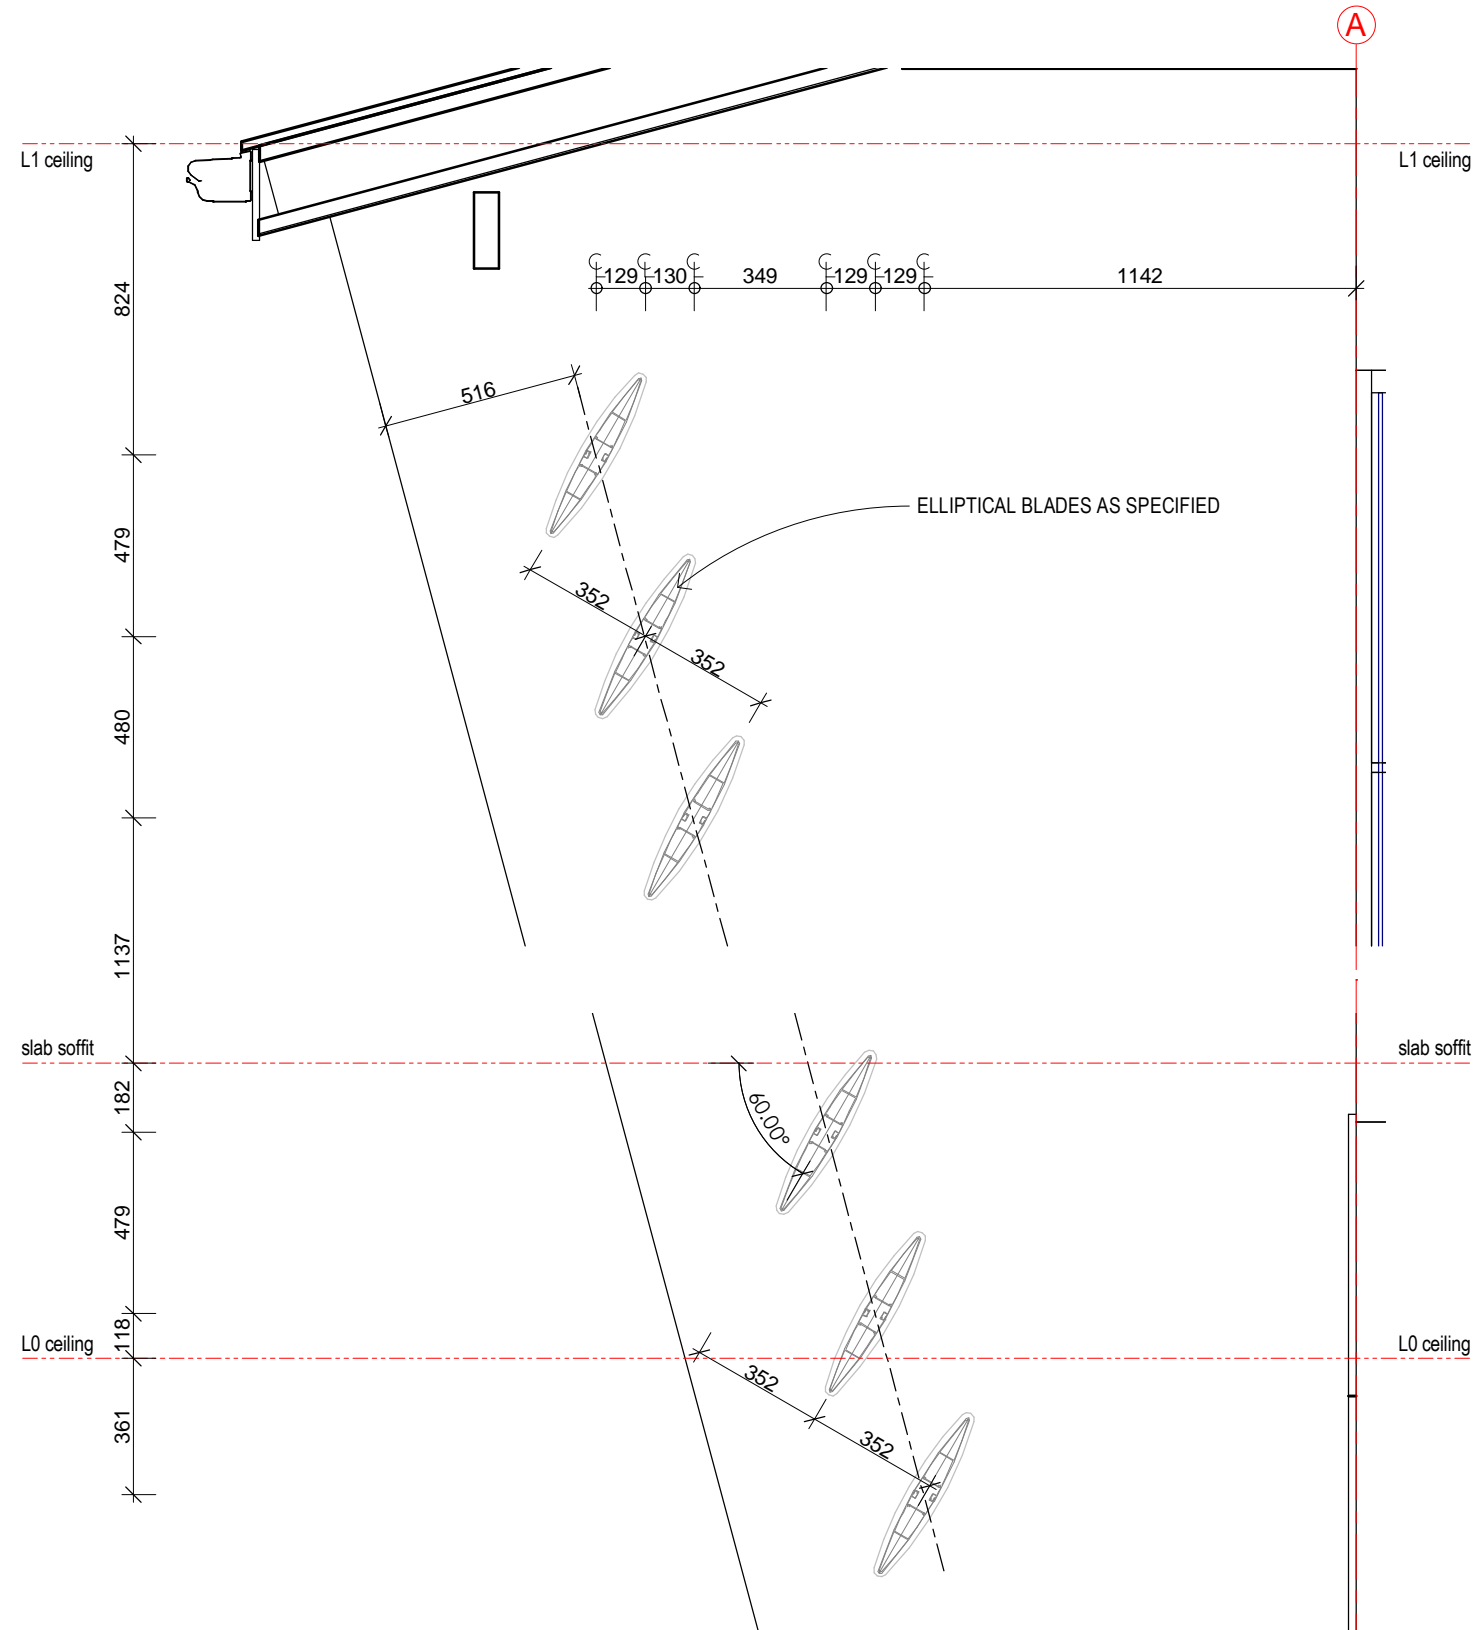 A
L1 ceiling
L1 ceiling
129
130
349
129
129
1142
824
516
479
ELLIPTICAL BLADES AS SPECIFIED
352
352
480
1137
slab soffit
slab soffit
182
60.00°
479
118
L0 ceiling
L0 ceiling
352
352
361